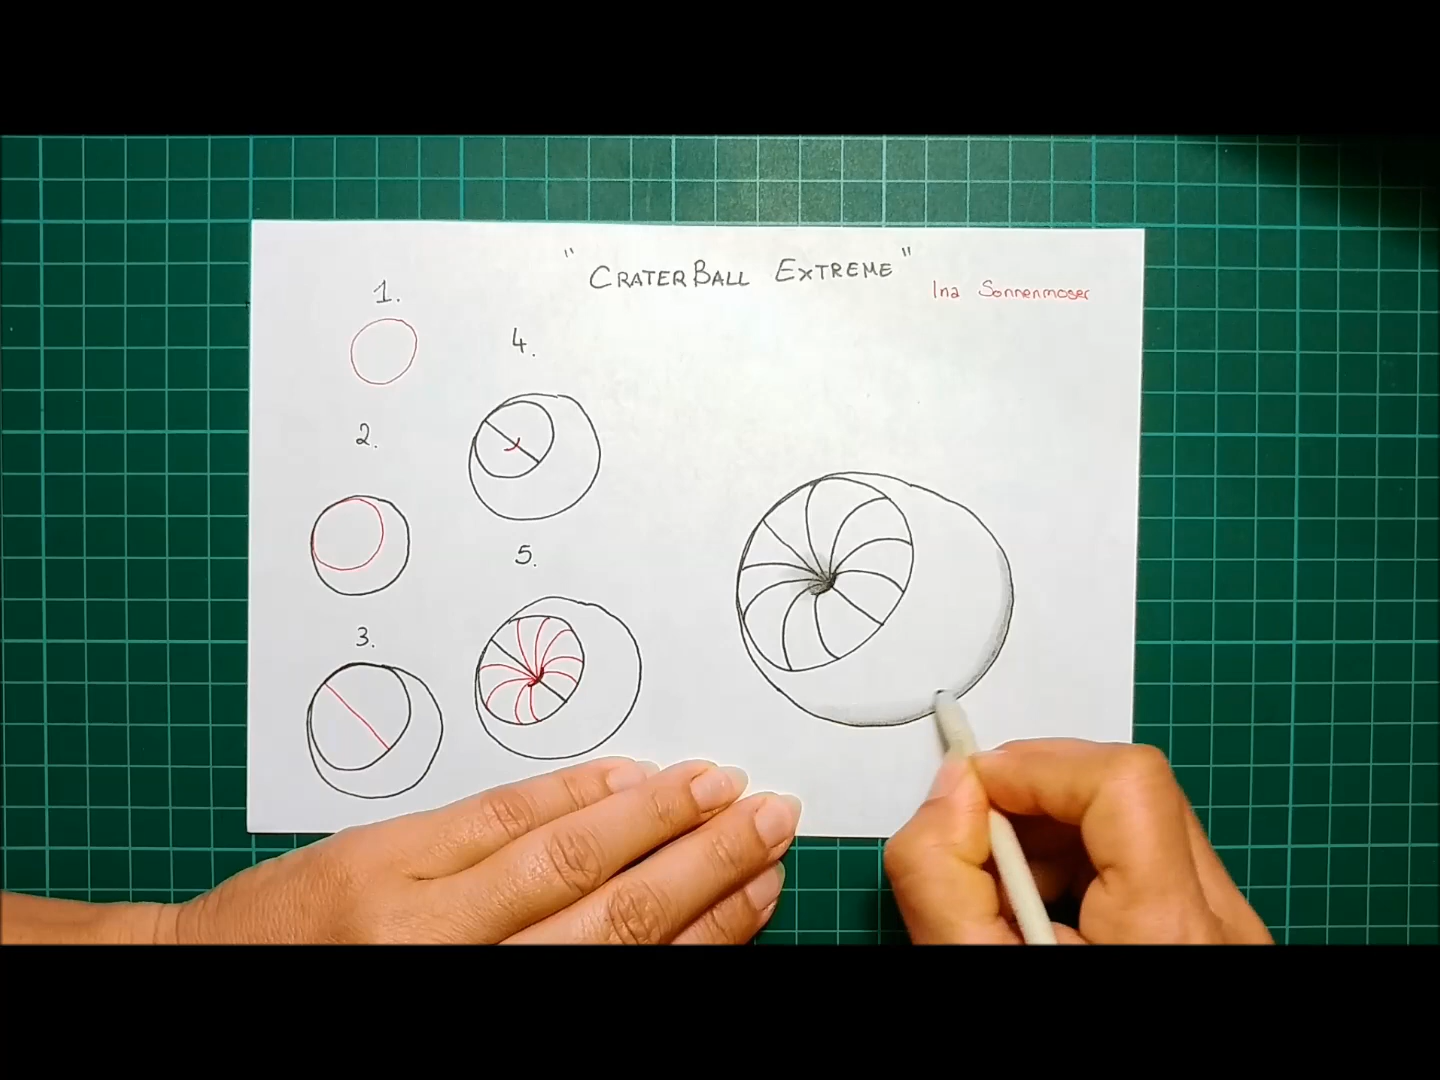 " CRATERBALL EXTREME "
Ina Sonnenmoser
1.
2.
3.
4.
5.